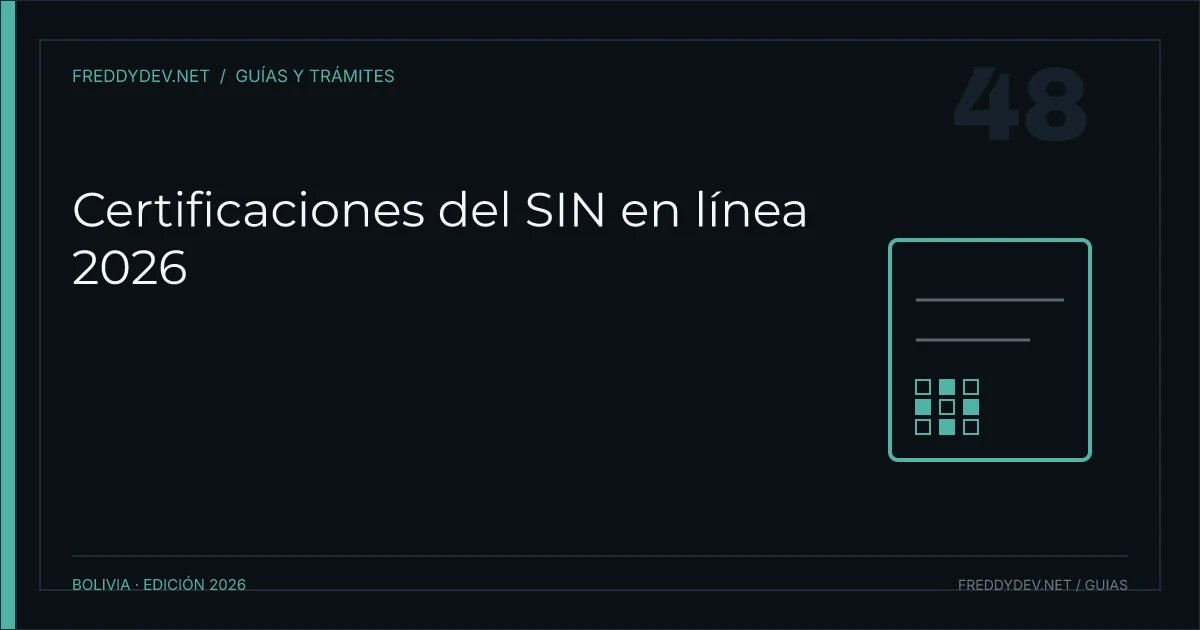 FREDDYDEV.NET / GUÍAS Y TRÁMITES
48
Certificaciones del SIN en línea
2026
BOLIVIA · EDICIÓN 2026
FREDDYDEV.NET / GUIAS